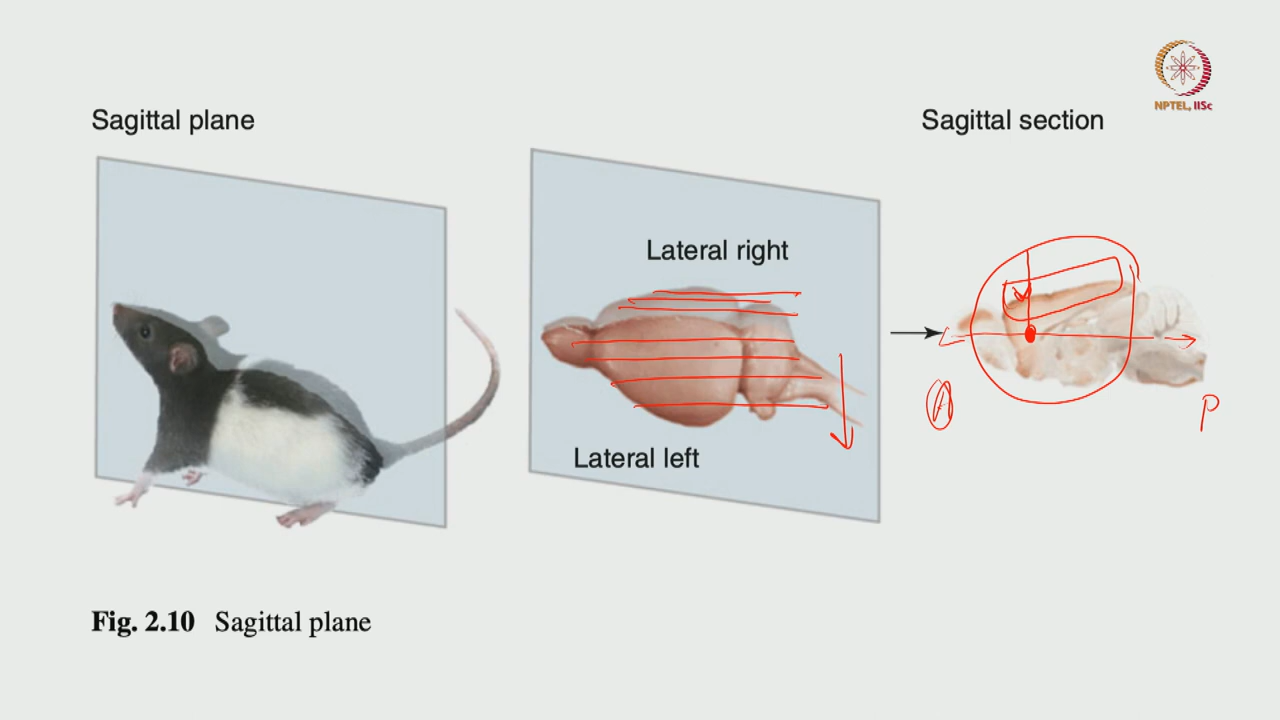 Sagittal plane
Sagittal section
NPTEL, IISc
Lateral right
Lateral left
A
P
Fig. 2.10 Sagittal plane